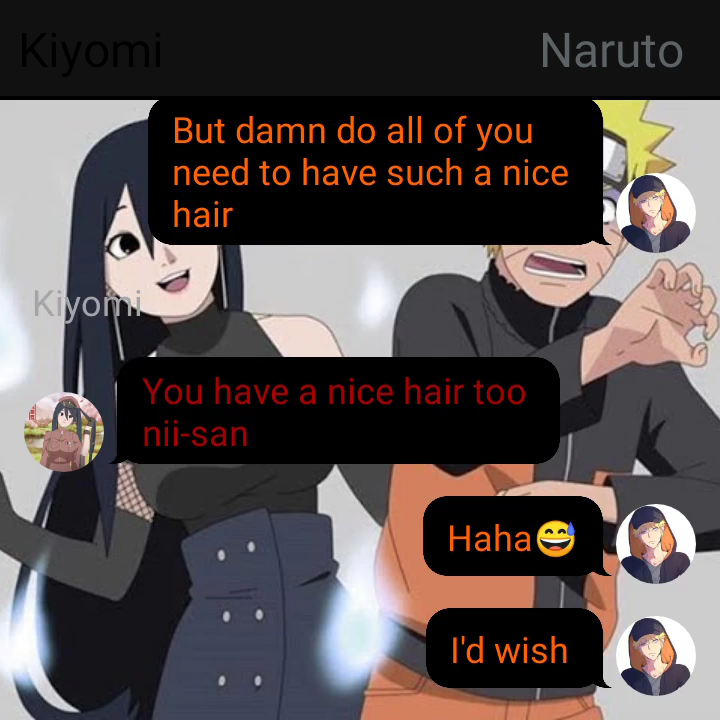 Kiyomi Naruto
But damn do all of you
need to have such a nice
hair
Kiyomi
You have a nice hair too
nii-san
Haha😅
I'd wish